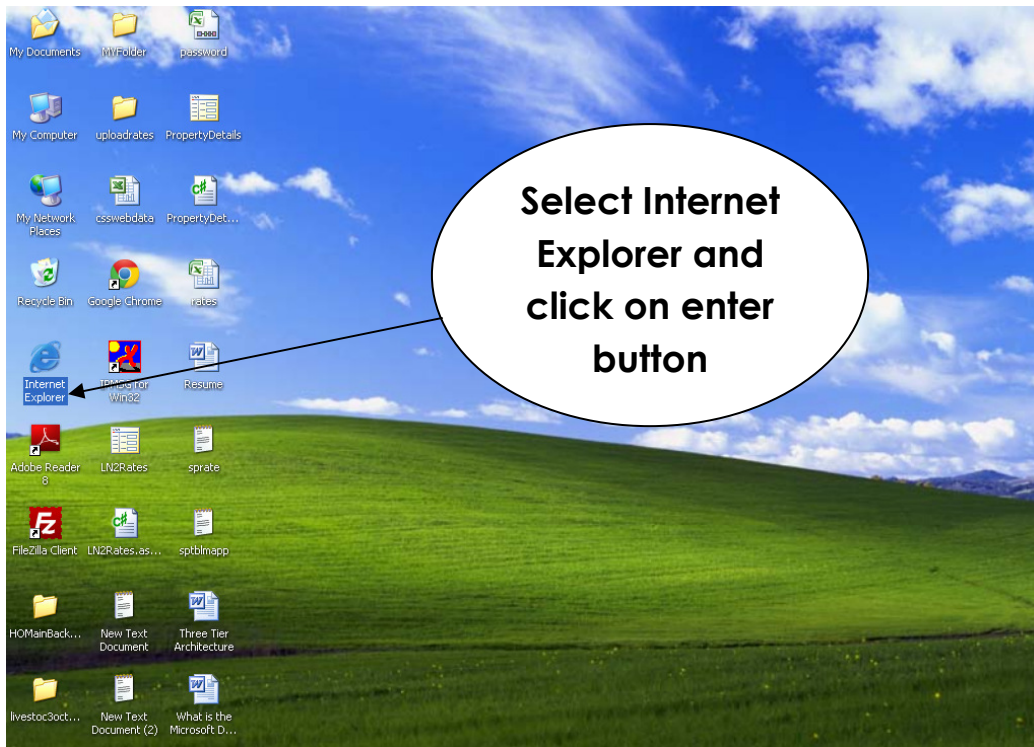 My Documents
MYFolder
password
My Computer
uploadrates
PropertyDetails
My Network
Places
csswebdata
PropertyDet...
Recycle Bin
Google Chrome
rates
Internet
Explorer
IPMSG for
Win32
Resume
Adobe Reader
8
LN2Rates
sprate
FileZilla Client
LN2Rates.as...
sptblmapp
HOMainBack...
New Text
Document
Three Tier
Architecture
livestoc3oct...
New Text
Document (2)
What is the
Microsoft D...
Select Internet
Explorer and
click on enter
button